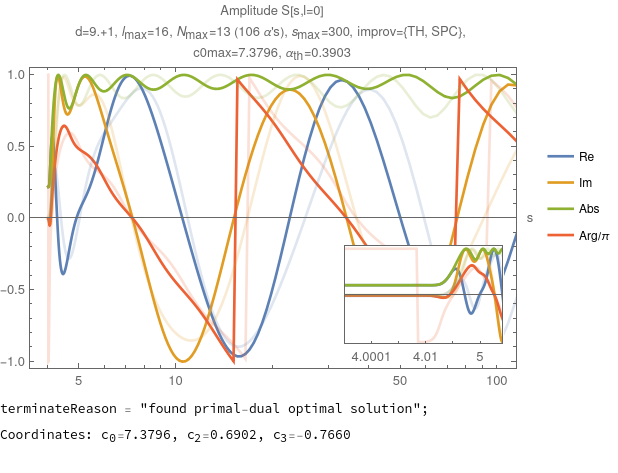 Amplitude S[s,l=0]
d=9.+1, lmax=16, Nmax=13 (106 α's), smax=300, improv={TH, SPC},
c0max=7.3796, αth=0.3903
1.0
0.5
0.0
-0.5
-1.0
5
10
50
100
s
4.0001
4.01
5
Re
Im
Abs
Arg/π
terminateReason = "found primal-dual optimal solution";
Coordinates: c0=7.3796, c2=0.6902, c3=-0.7660